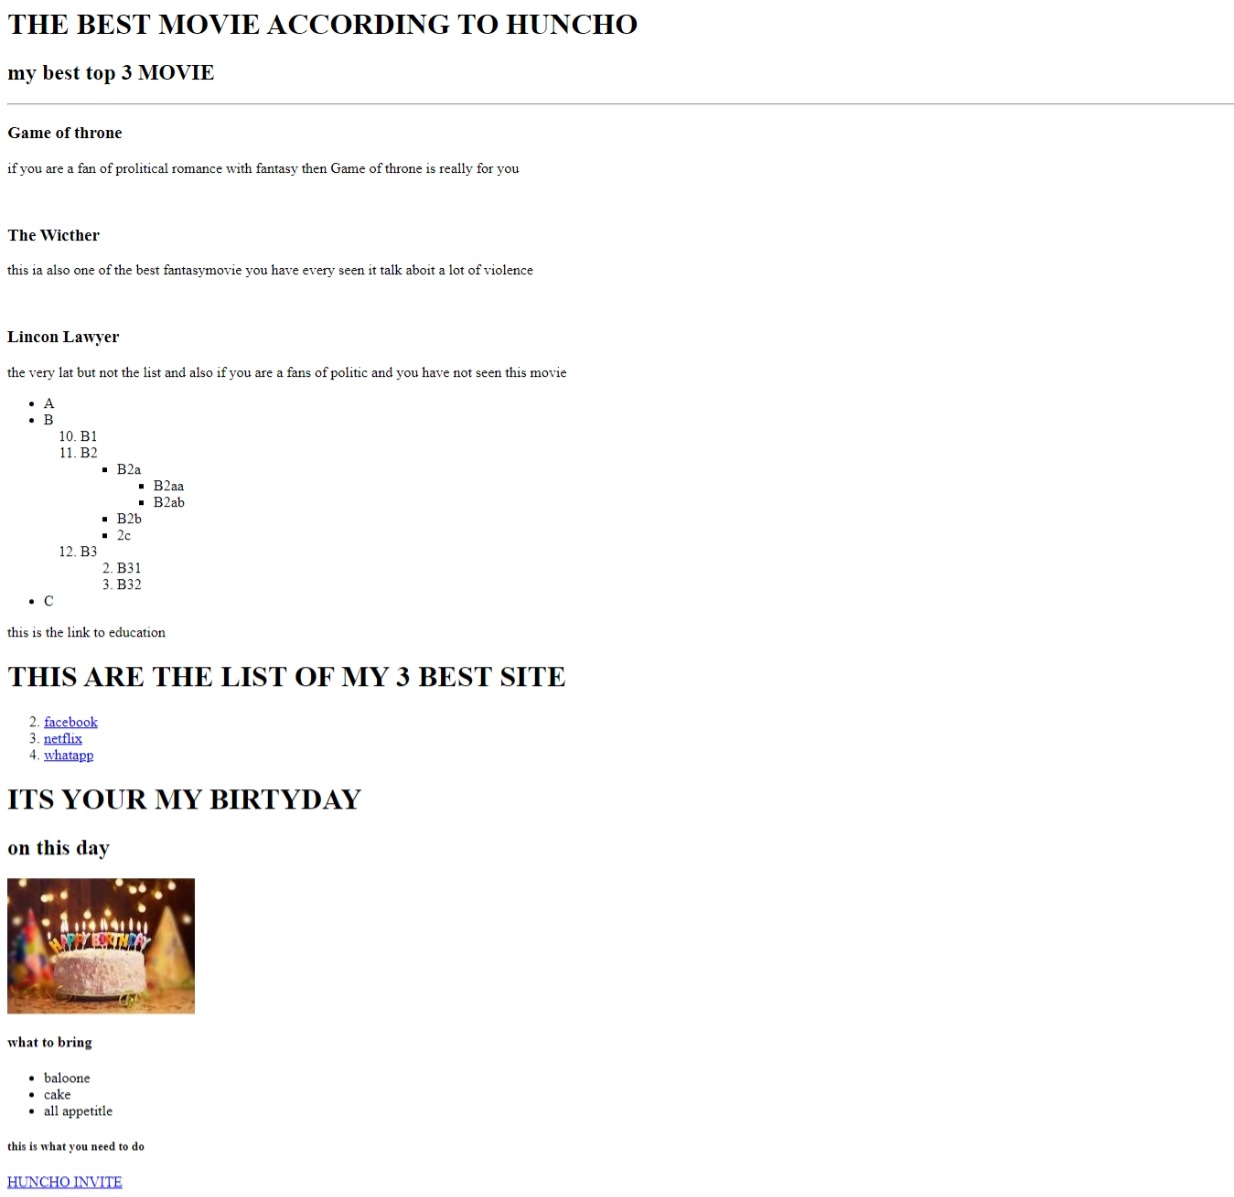 THE BEST MOVIE ACCORDING TO HUNCHO
my best top 3 MOVIE
Game of throne
if you are a fan of prolitical romance with fantasy then Game of throne is really for you
The Wicther
this ia also one of the best fantasymovie you have every seen it talk aboit a lot of violence
Lincon Lawyer
the very lat but not the list and also if you are a fans of politic and you have not seen this movie
• A
• B
10. B1
11. B2
▪ B2a
▪ B2aa
▪ B2ab
▪ B2b
▪ 2c
12. B3
2. B31
3. B32
• C
this is the link to education
THIS ARE THE LIST OF MY 3 BEST SITE
2. facebook
3. netflix
4. whatapp
ITS YOUR MY BIRTYDAY
on this day
HAPPY BIRTHDAY
what to bring
• baloone
• cake
• all appetitle
this is what you need to do
HUNCHO INVITE